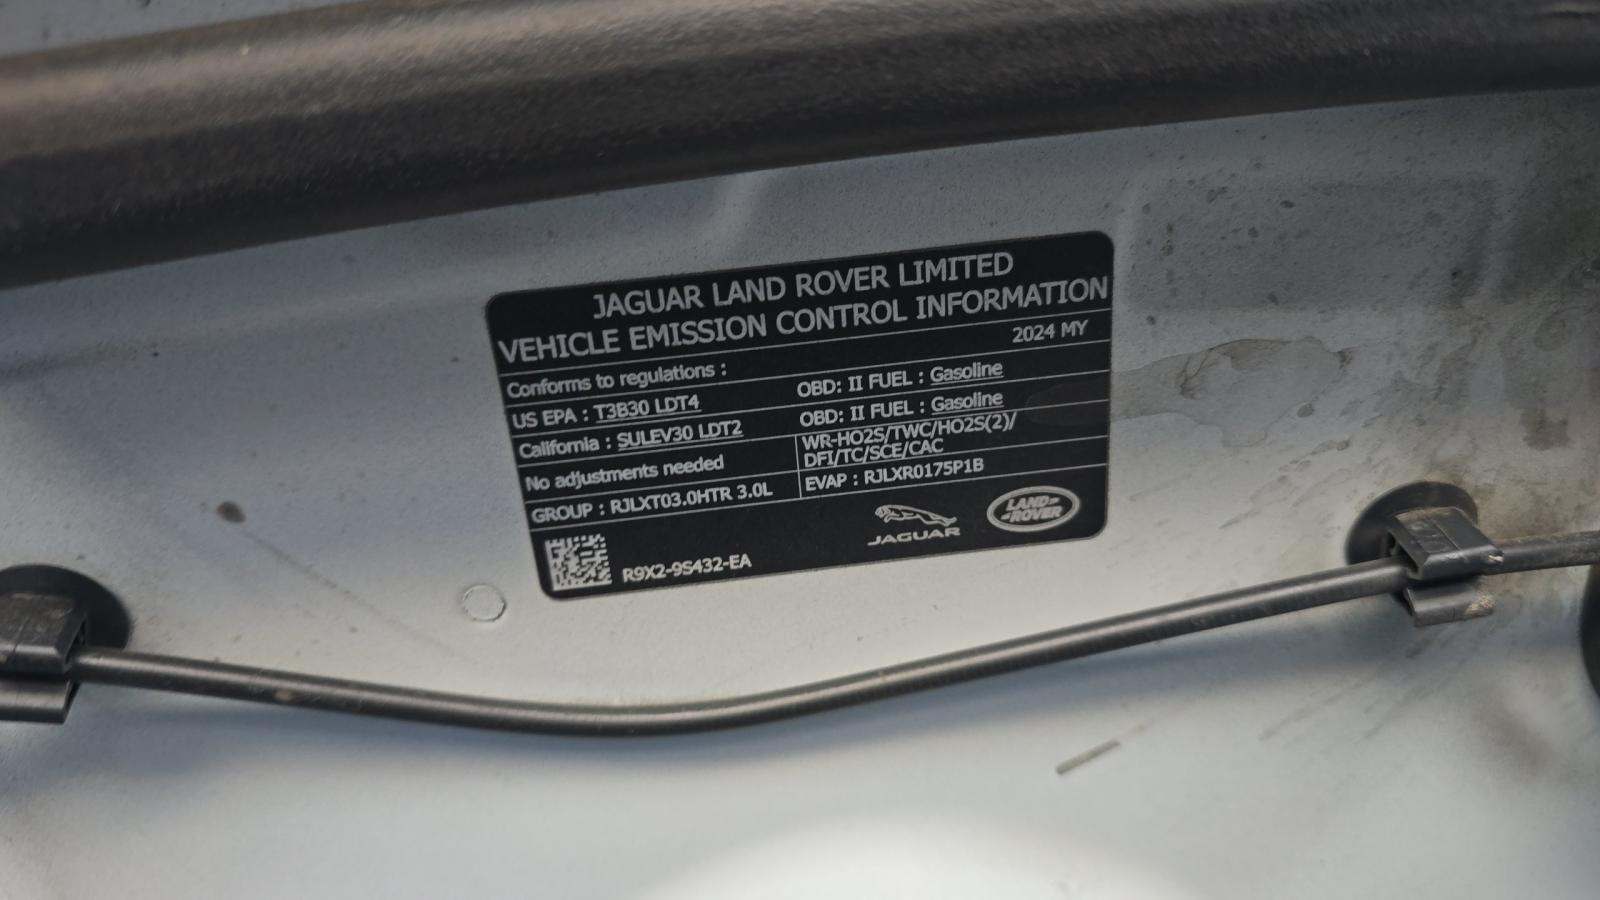 JAGUAR LAND ROVER LIMITED
VEHICLE EMISSION CONTROL INFORMATION
Conforms to regulations : 2024 MY
US EPA : T3B30 LDT4 OBD: II FUEL : Gasoline
California : SULEV30 LDT2 OBD: II FUEL : Gasoline
No adjustments needed
WR-HO2S/TWC/HO2S(2)/
DFI/TC/SCE/CAC
GROUP : RJLXT03.0HTR 3.0L EVAP : RJLXR0175P1B
R9X2-9S432-EA
JAGUAR
LAND-
-ROVER